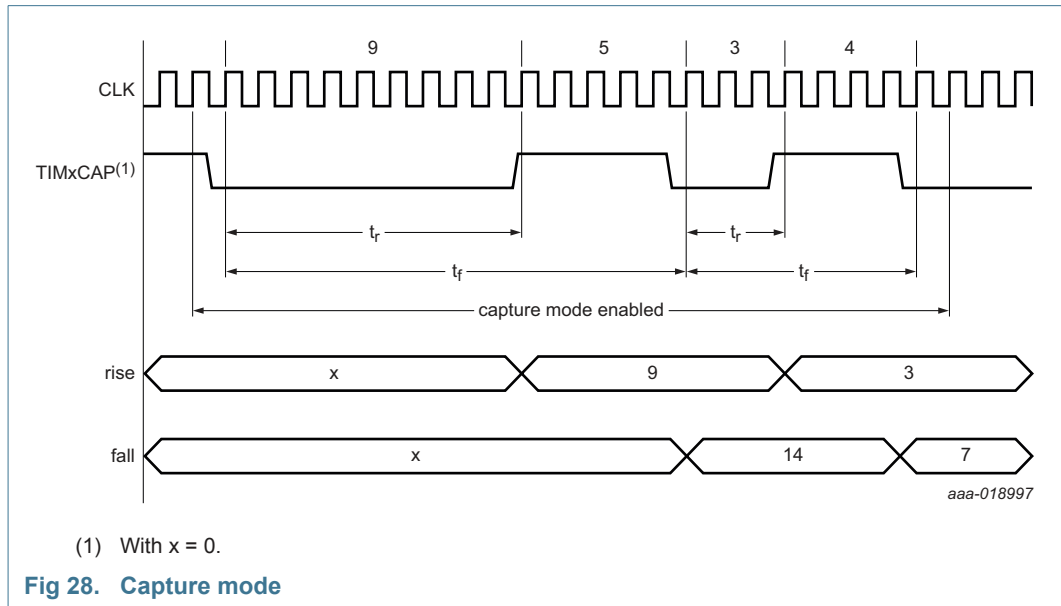 9 5 3 4
CLK
TIMxCAP(1)
tr tr
tf tf
capture mode enabled
rise x 9 3
fall x 14 7
aaa-018997
(1) With x = 0.
Fig 28. Capture mode